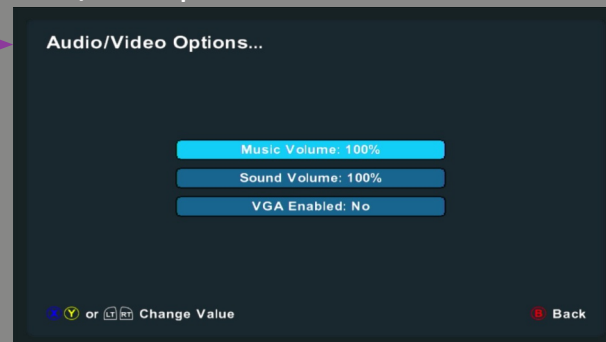 Audio/Video Options...
Music Volume: 100%
Sound Volume: 100%
VGA Enabled: No
X Y or LT RT Change Value
B Back